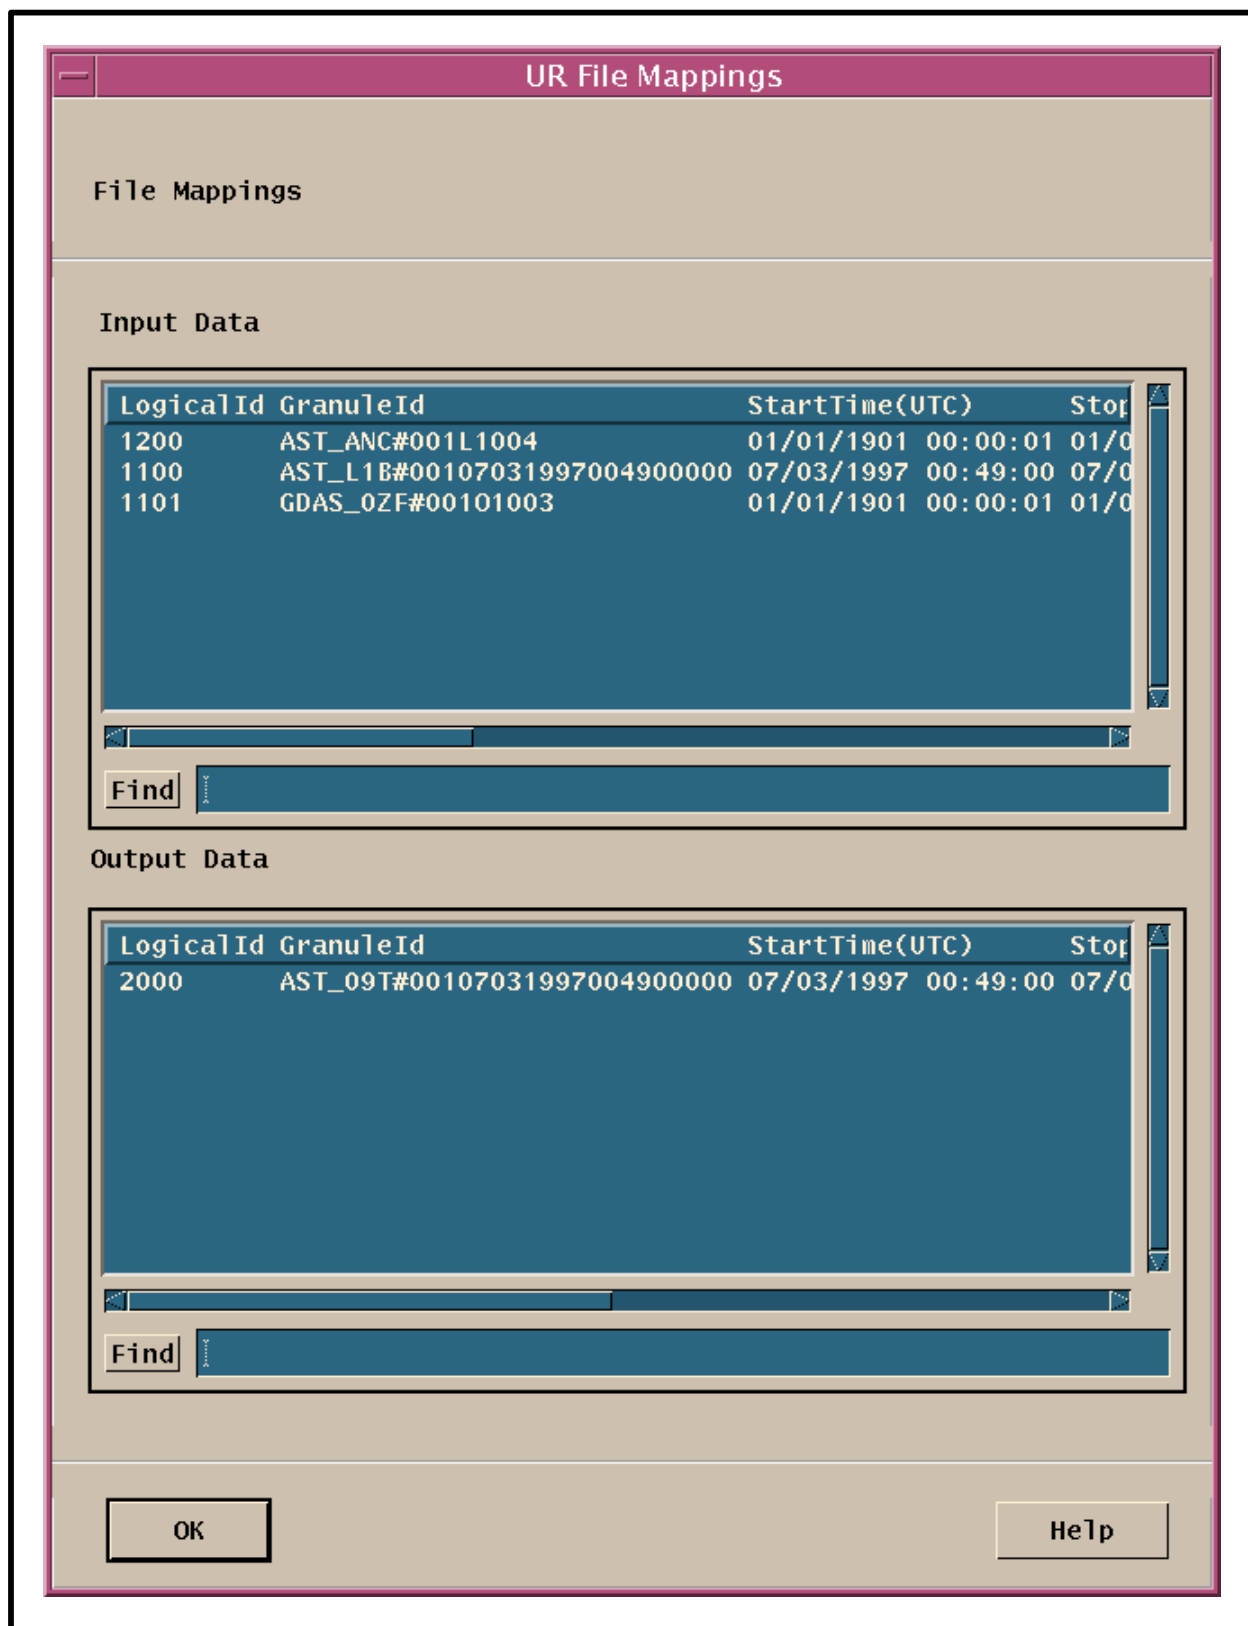 UR File Mappings
File Mappings
Input Data
LogicalId GranuleId StartTime(UTC) Stop
1200 AST_ANC#001L1004 01/01/1901 00:00:01 01/0
1100 AST_L1B#00107031997004900000 07/03/1997 00:49:00 07/0
1101 GDAS_0ZF#001O1003 01/01/1901 00:00:01 01/0
Find
Output Data
LogicalId GranuleId StartTime(UTC) Stop
2000 AST_09T#00107031997004900000 07/03/1997 00:49:00 07/0
Find
OK Help